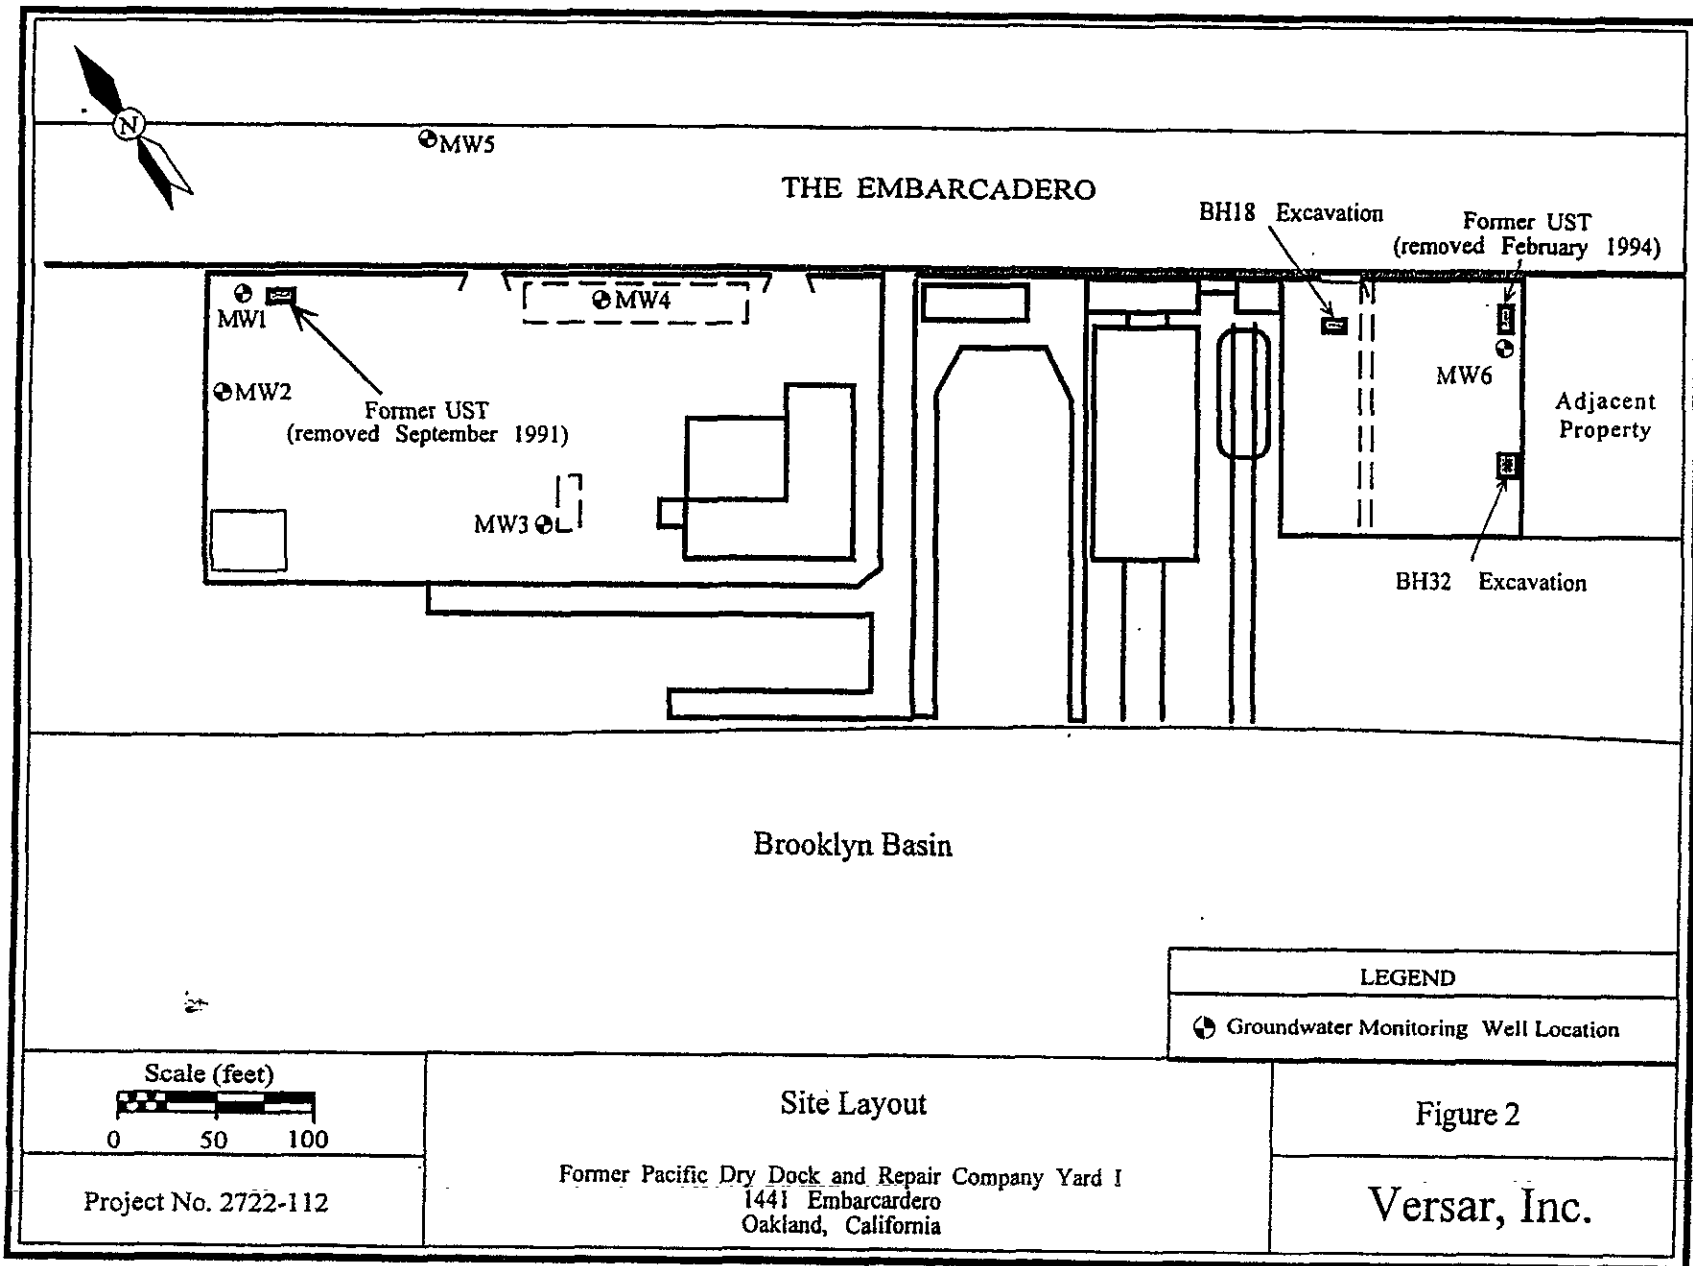 N
MW5
THE EMBARCADERO
BH18 Excavation
Former UST
(removed February 1994)
MW1
MW4
MW2
Former UST
(removed September 1991)
MW6
Adjacent
Property
MW3
BH32 Excavation
Brooklyn Basin
LEGEND
Groundwater Monitoring Well Location
Scale (feet)
0 50 100
Project No. 2722-112
Site Layout
Former Pacific Dry Dock and Repair Company Yard I
1441 Embarcardero
Oakland, California
Figure 2
Versar, Inc.